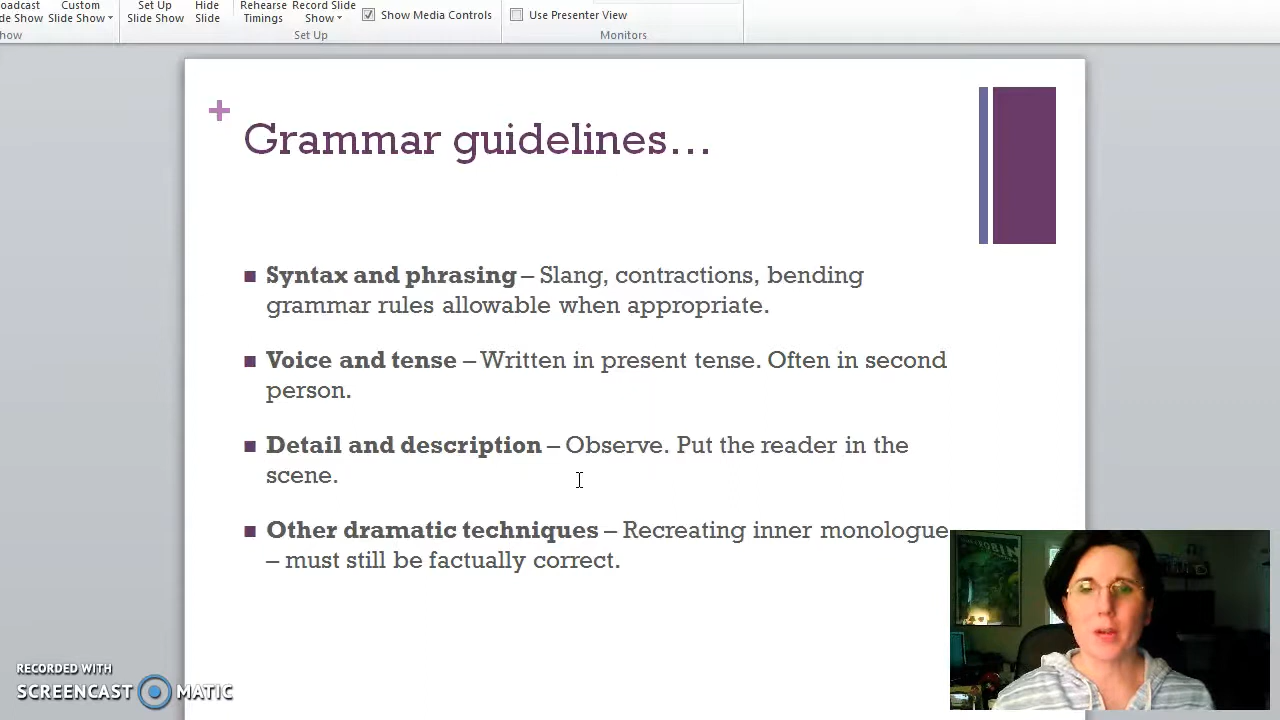 oadcast
de Show
Custom
Slide Show
Set Up
Slide Show
Hide
Slide
Rehearse
Timings
Record Slide
Show
Show Media Controls
Use Presenter View
how
Set Up
Monitors
+
Grammar guidelines…
Syntax and phrasing – Slang, contractions, bending
grammar rules allowable when appropriate.
Voice and tense – Written in present tense. Often in second
person.
Detail and description – Observe. Put the reader in the
scene.
Other dramatic techniques – Recreating inner monologue
– must still be factually correct.
RECORDED WITH
SCREENCAST MATIC